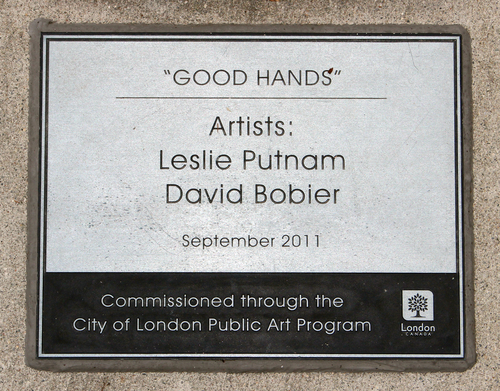 "GOOD HANDS"
Artists:
Leslie Putnam
David Bobier
September 2011
Commissioned through the
City of London Public Art Program
London
CANADA